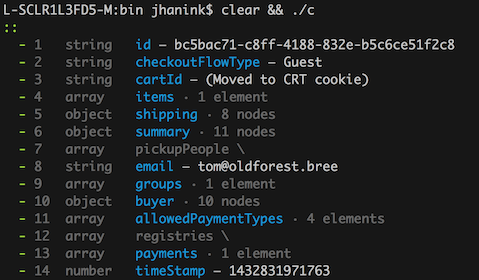 L-SCLR1L3FD5-M:bin jhanink$ clear && ./c
::
- 1 string id – bc5bac71-c8ff-4188-832e-b5c6ce51f2c8
- 2 string checkoutFlowType – Guest
- 3 string cartId – (Moved to CRT cookie)
- 4 array items · 1 element
- 5 object shipping · 8 nodes
- 6 object summary · 11 nodes
- 7 array pickupPeople \
- 8 string email – tom@oldforest.bree
- 9 array groups · 1 element
- 10 object buyer · 10 nodes
- 11 array allowedPaymentTypes · 4 elements
- 12 array registries \
- 13 array payments · 1 element
- 14 number timeStamp – 1432831971763